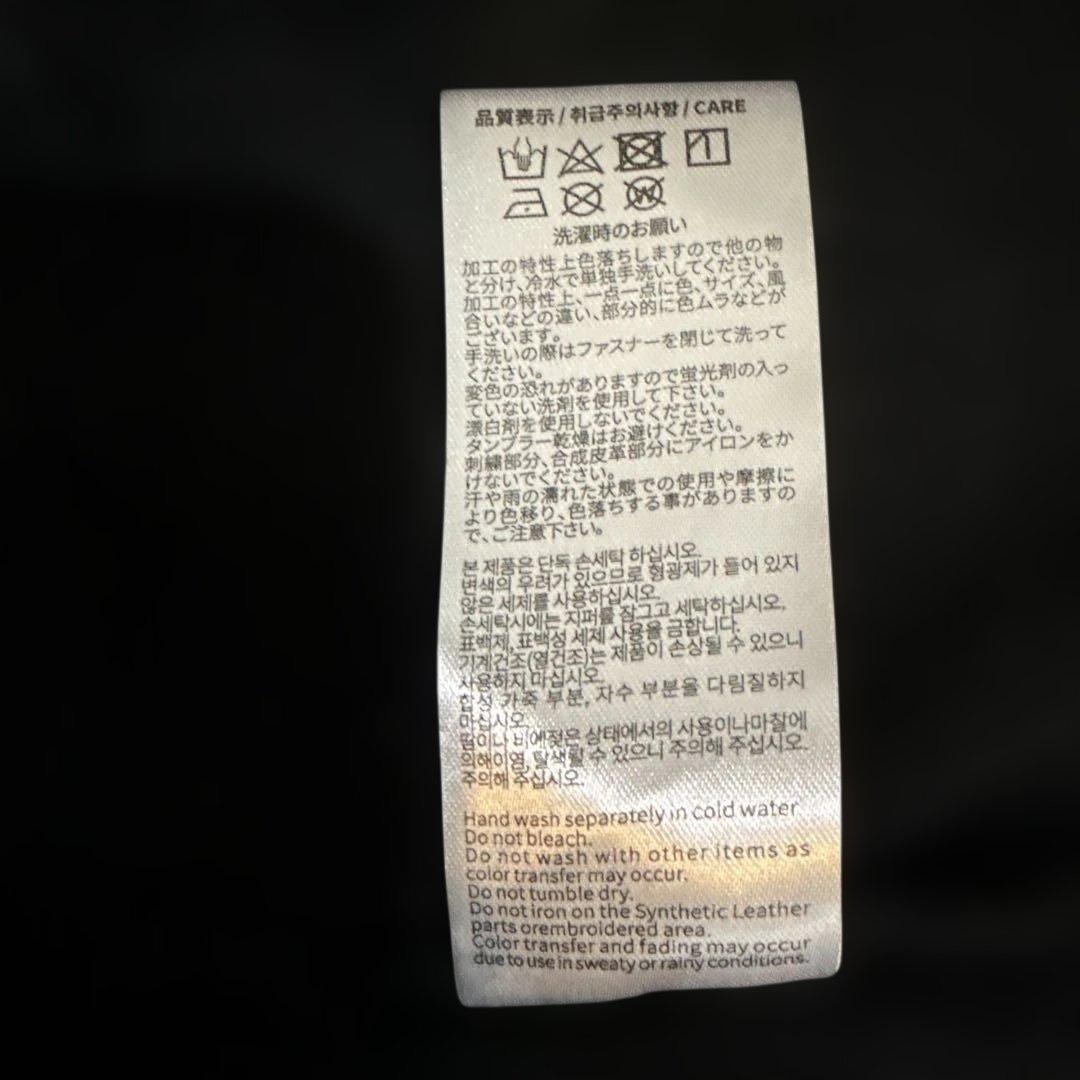 品質表示 / 취급주의사항 / CARE
洗濯時のお願い
加工の特性上色落ちしますので他の物
と分け、冷水で単独手洗いしてください。
加工の特性上、一点一点に色、サイズ、風
合いなどの違い、部分的に色ムラなどが
ございます。
手洗いの際はファスナーを閉じて洗って
ください。
変色の恐れがありますので蛍光剤の入っ
ていない洗剤を使用して下さい。
漂白剤を使用しないでください。
タンブラー乾燥はお避けください。
刺繍部分、合成皮革部分にアイロンをか
けないでください。
汗や雨の濡れた状態での使用や摩擦に
より色移り、色落ちする事がありますの
で、ご注意下さい。
본 제품은 단독 손세탁 하십시오.
변색의 우려가 있으므로 형광제가 들어 있지
않은 세제를 사용하십시오.
손세탁시에는 지퍼를 잠그고 세탁하십시오.
표백제, 표백성 세제 사용을 금합니다.
기계건조(열건조)는 제품이 손상될 수 있으니
사용하지 마십시오.
합성 가죽 부분, 자수 부분을 다림질하지
마십시오.
땀이나 비에젖은 상태에서의 사용이나마찰에
의해이염, 탈색될 수 있으니 주의해 주십시오.
주의해 주십시오.
Hand wash separately in cold water
Do not bleach.
Do not wash with other items as
color transfer may occur.
Do not tumble dry.
Do not iron on the Synthetic Leather
parts orembroidered area.
Color transfer and fading may occur
due to use in sweaty or rainy conditions.